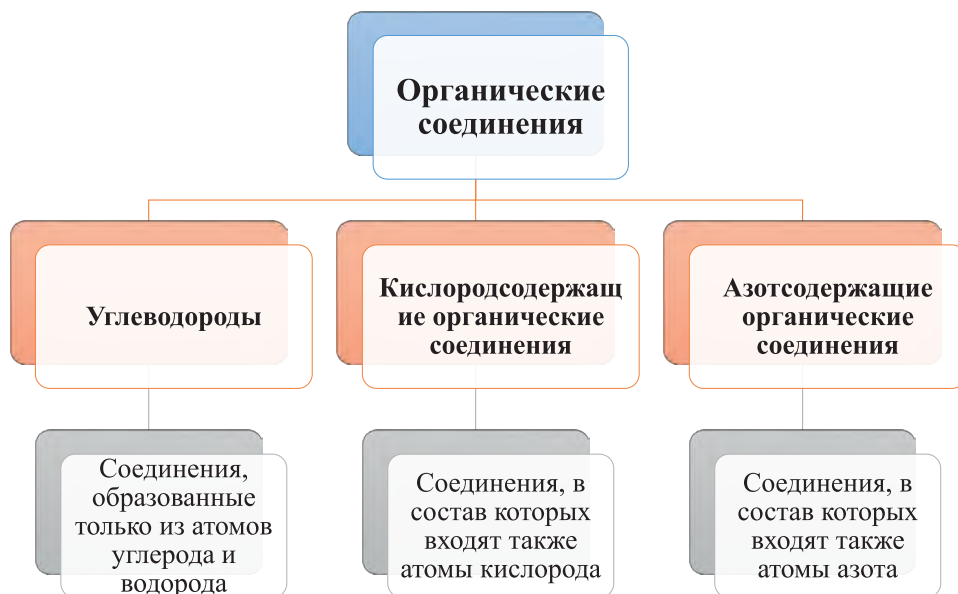 Органические
соединения
Углеводороды
Кислородсодержащ
ие органические
соединения
Азотсодержащие
органические
соединения
Соединения,
образованные
только из атомов
углерода и
водорода
Соединения, в
состав которых
входят также
атомы кислорода
Соединения, в
состав которых
входят также
атомы азота